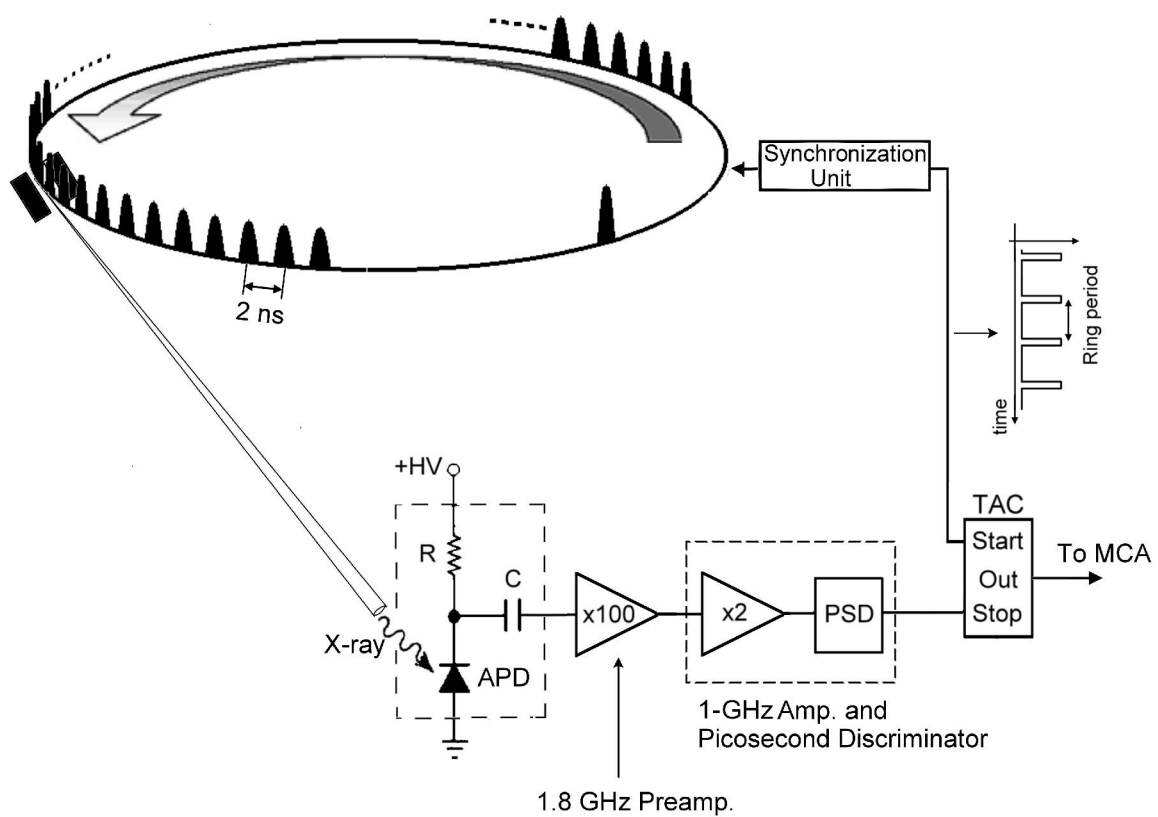 Synchronization
Unit
2 ns
Ring period
time
+HV
R
C
X-ray
APD
x100
x2
PSD
TAC
Start
Out
Stop
To MCA
1-GHz Amp. and
Picosecond Discriminator
1.8 GHz Preamp.